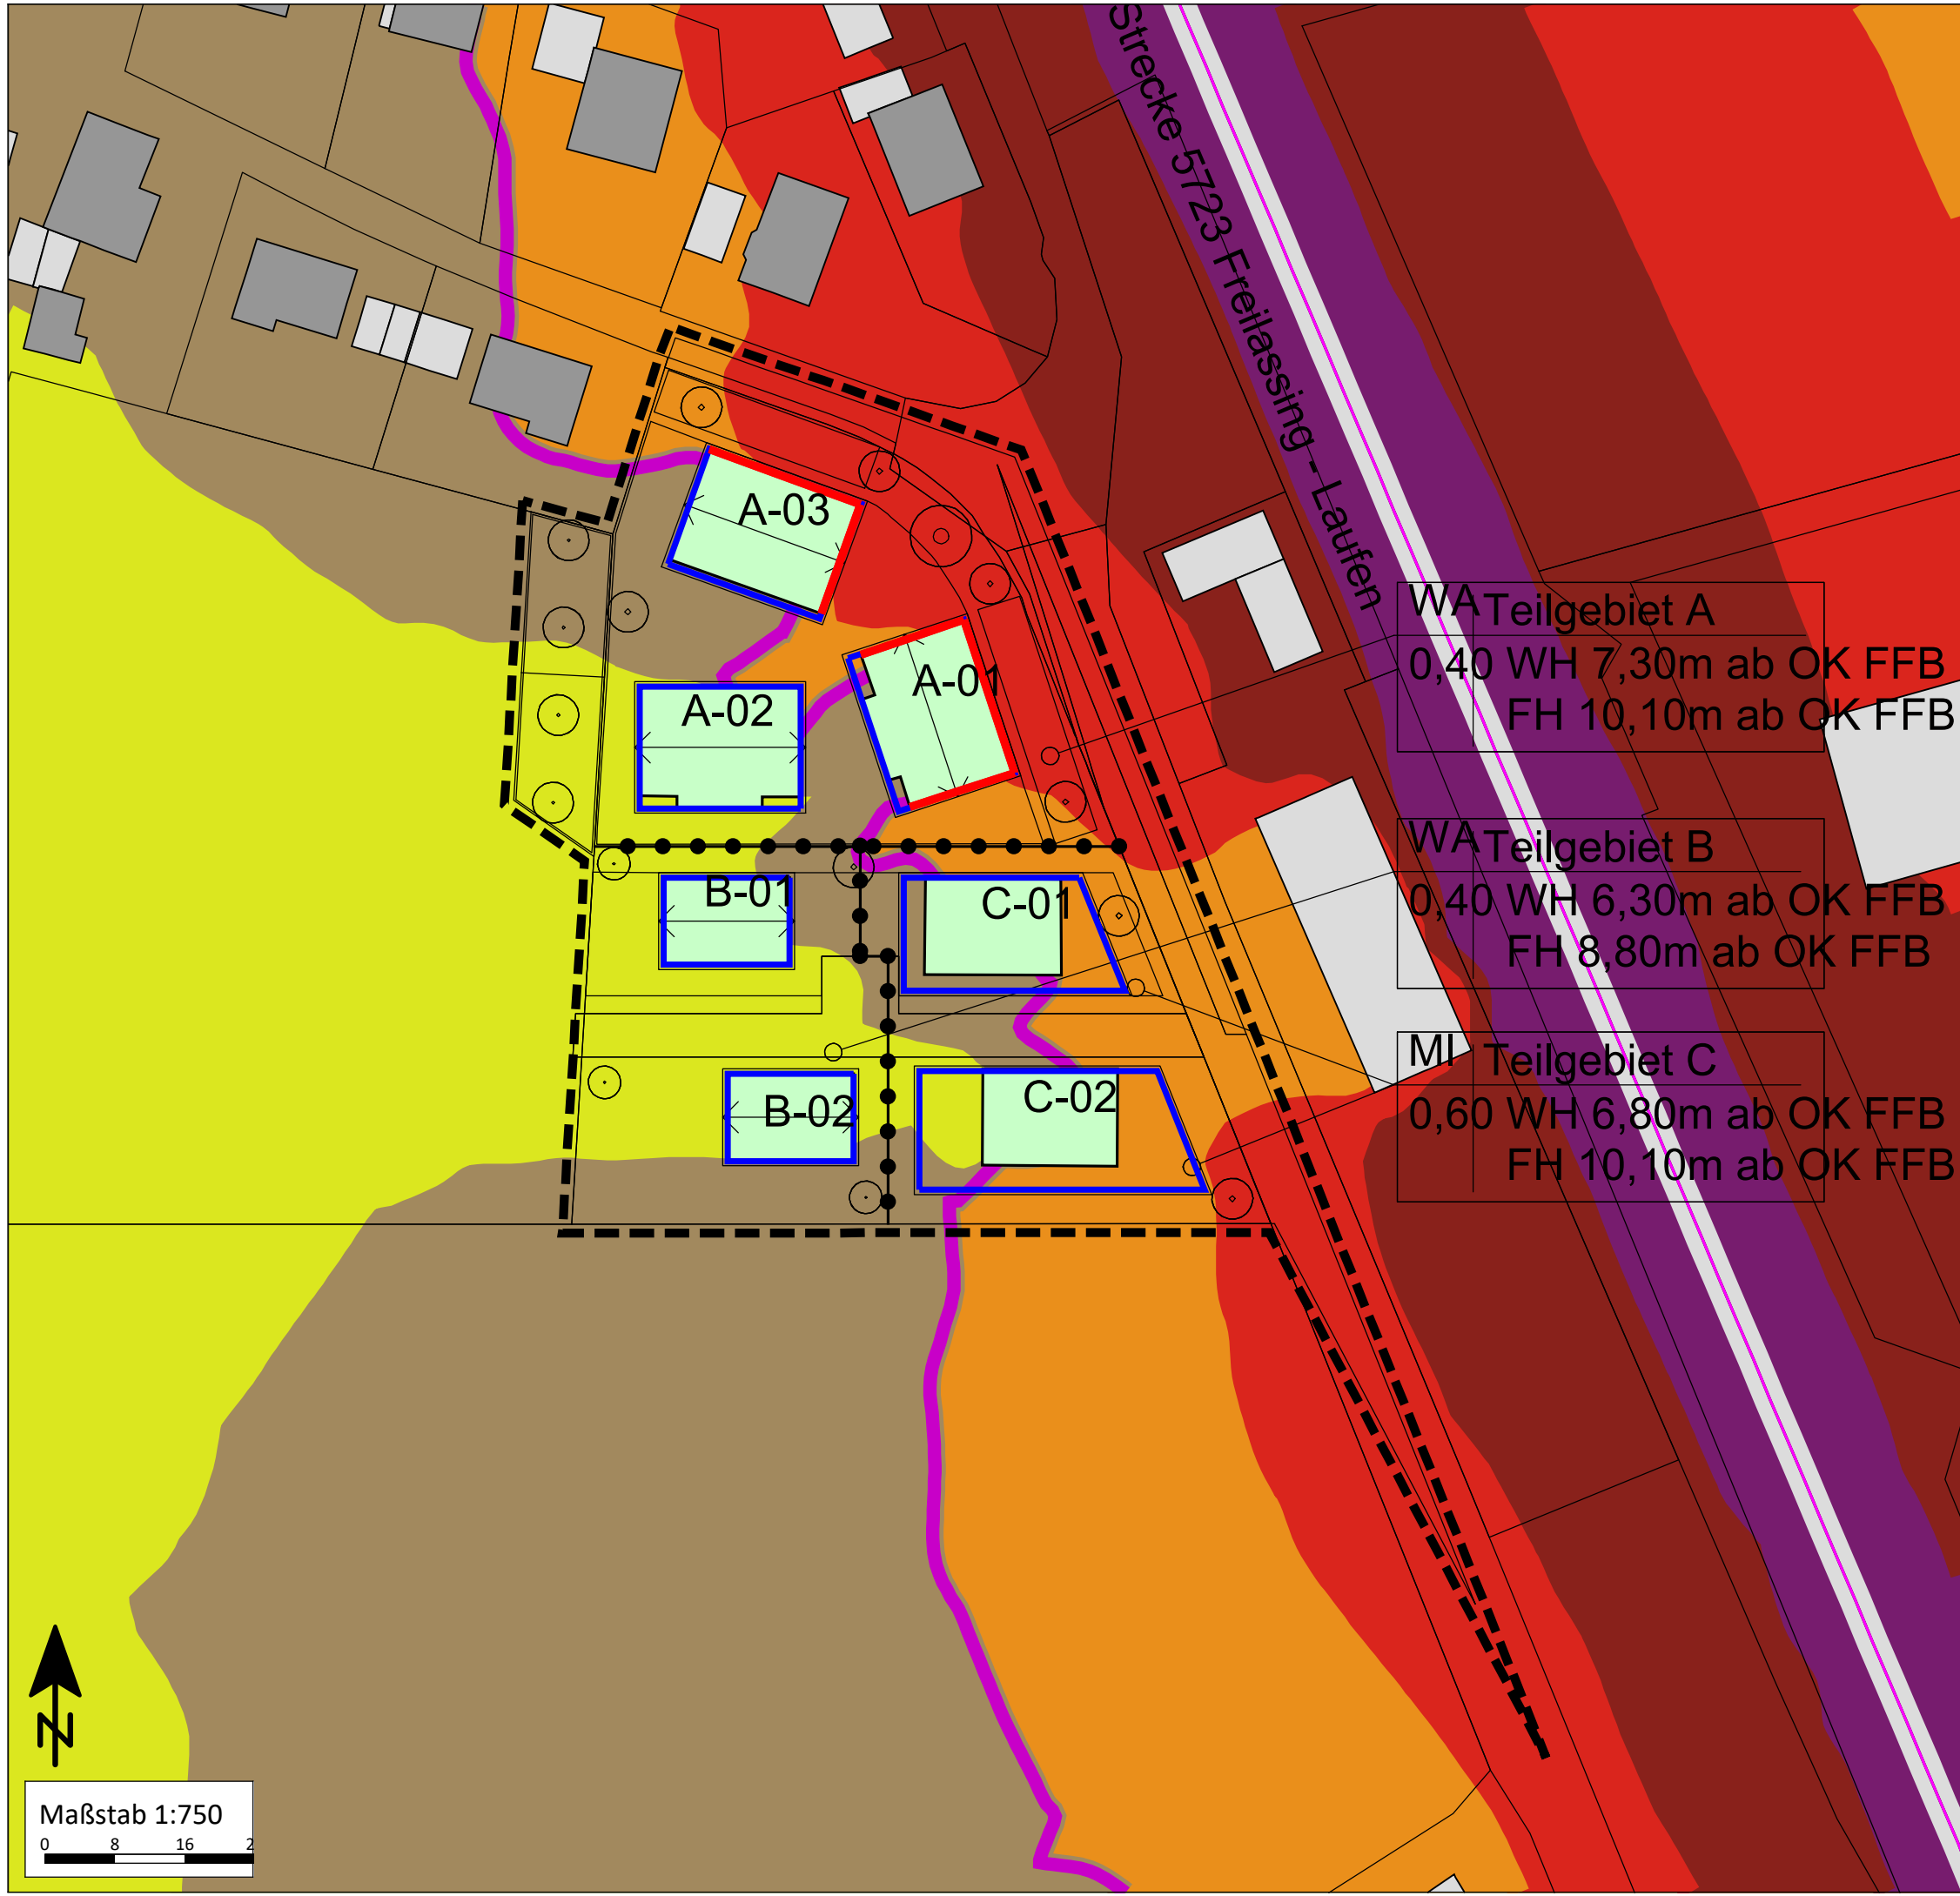 Strecke 5723 Freilassing - Laufen
A-03
A-01
A-02
B-01
C-01
B-02
C-02
WA Teilgebiet A
0,40 WH 7,30m ab OK FFB
FH 10,10m ab OK FFB
WA Teilgebiet B
0,40 WH 6,30m ab OK FFB
FH 8,80m ab OK FFB
MI Teilgebiet C
0,60 WH 6,80m ab OK FFB
FH 10,10m ab OK FFB
N
Maßstab 1:750
0 8 16 2